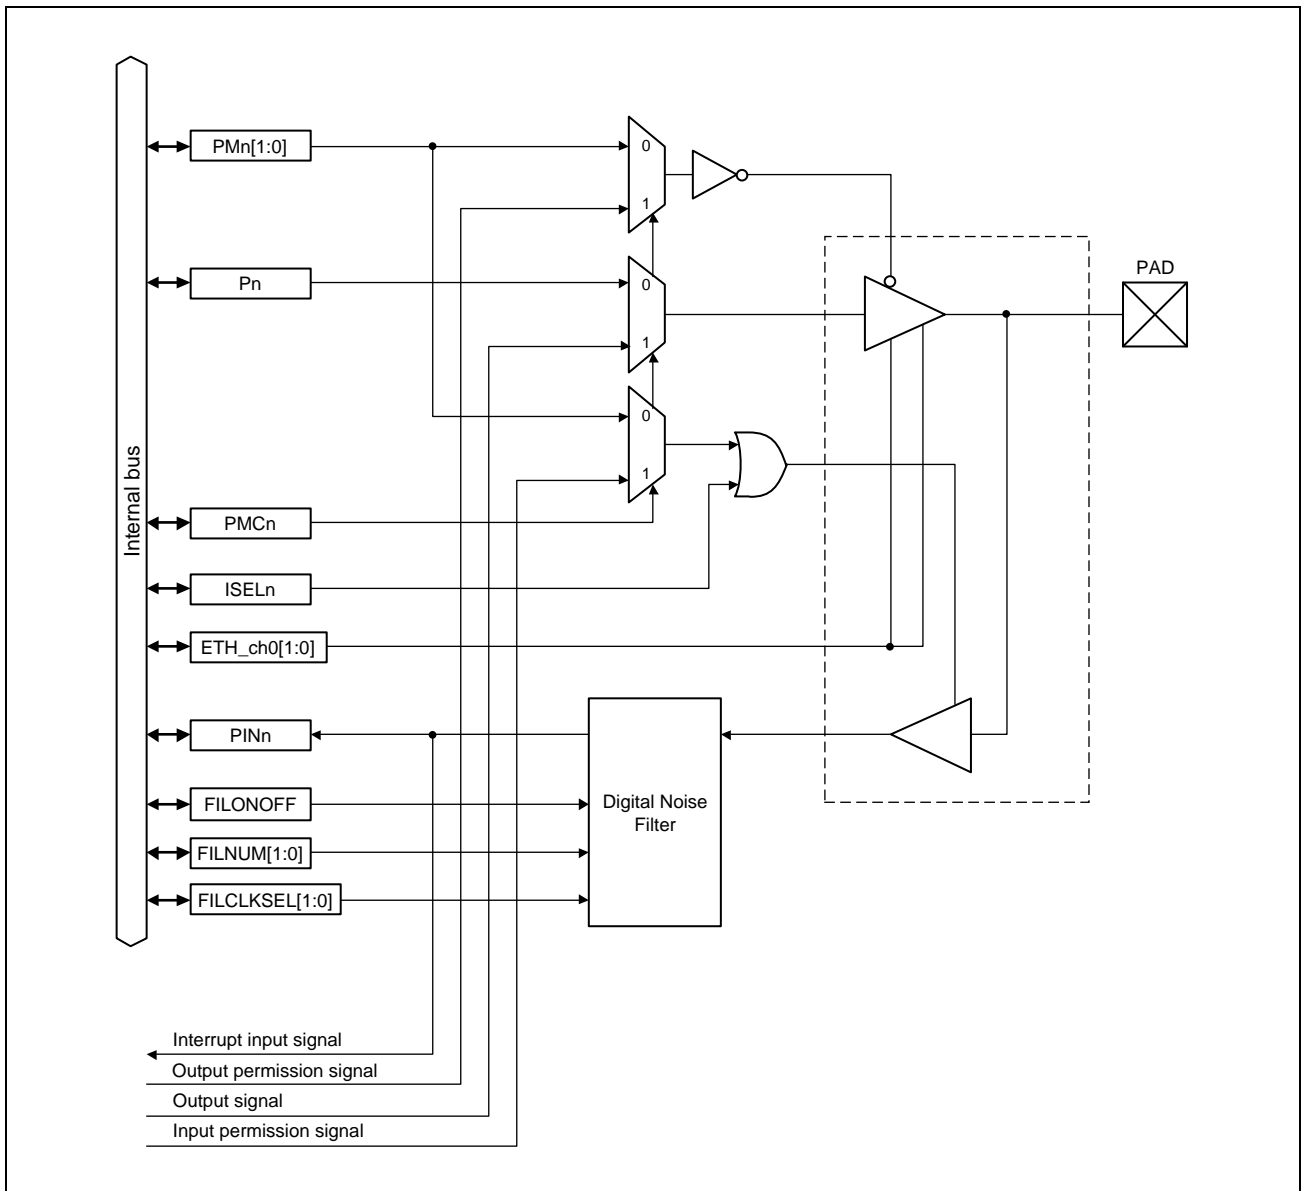 PMn[1:0]
0
1
Pn
0
1
PAD
0
1
Internal bus
PMCn
ISELn
ETH_ch0[1:0]
PINn
FILONOFF
FILNUM[1:0]
FILCLKSEL[1:0]
Digital Noise
Filter
Interrupt input signal
Output permission signal
Output signal
Input permission signal